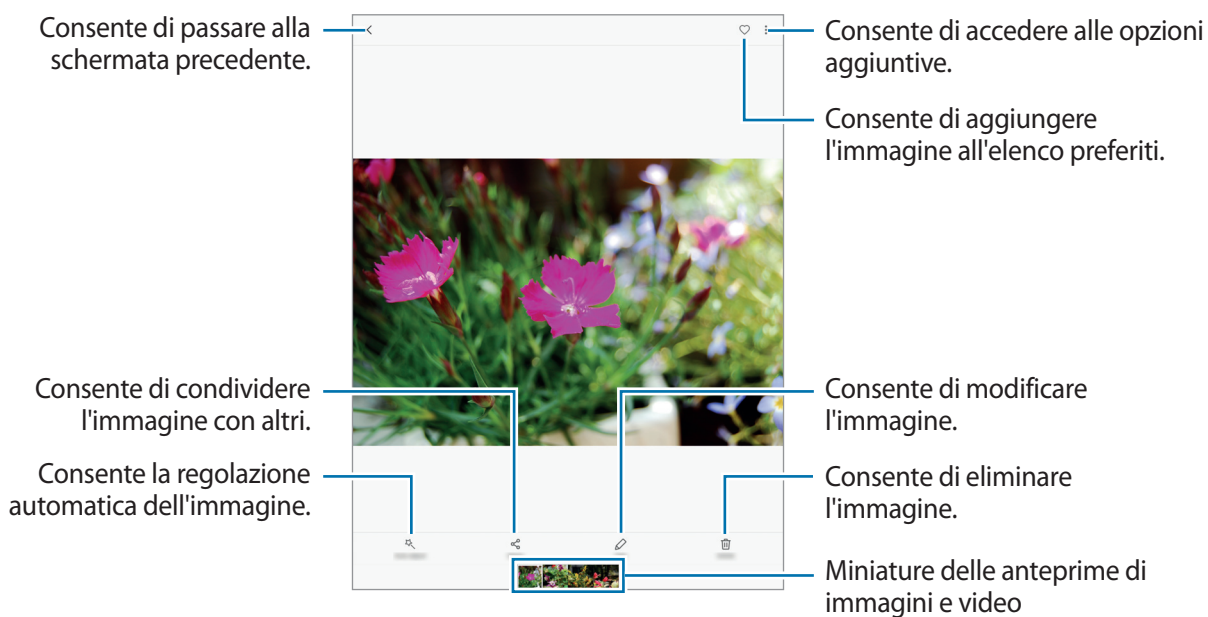 Consente di passare alla
schermata precedente.
Consente di accedere alle opzioni
aggiuntive.
Consente di aggiungere
l'immagine all'elenco preferiti.
Consente di condividere
l'immagine con altri.
Consente di modificare
l'immagine.
Consente la regolazione
automatica dell'immagine.
Consente di eliminare
l'immagine.
Miniature delle anteprime di
immagini e video